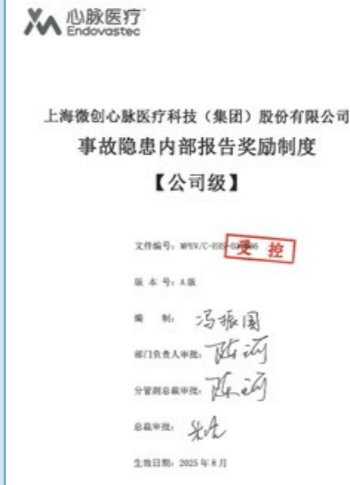 心脉医疗
Endovastec
上海微创心脉医疗科技（集团）股份有限公司
事故隐患内部报告奖励制度
【公司级】
文件编号：MPEV/C-EHS-
受控
版本号：A版
编制：冯振国
部门负责人审批：
分管副总裁审批：
总裁审批：
生效日期：2025年8月